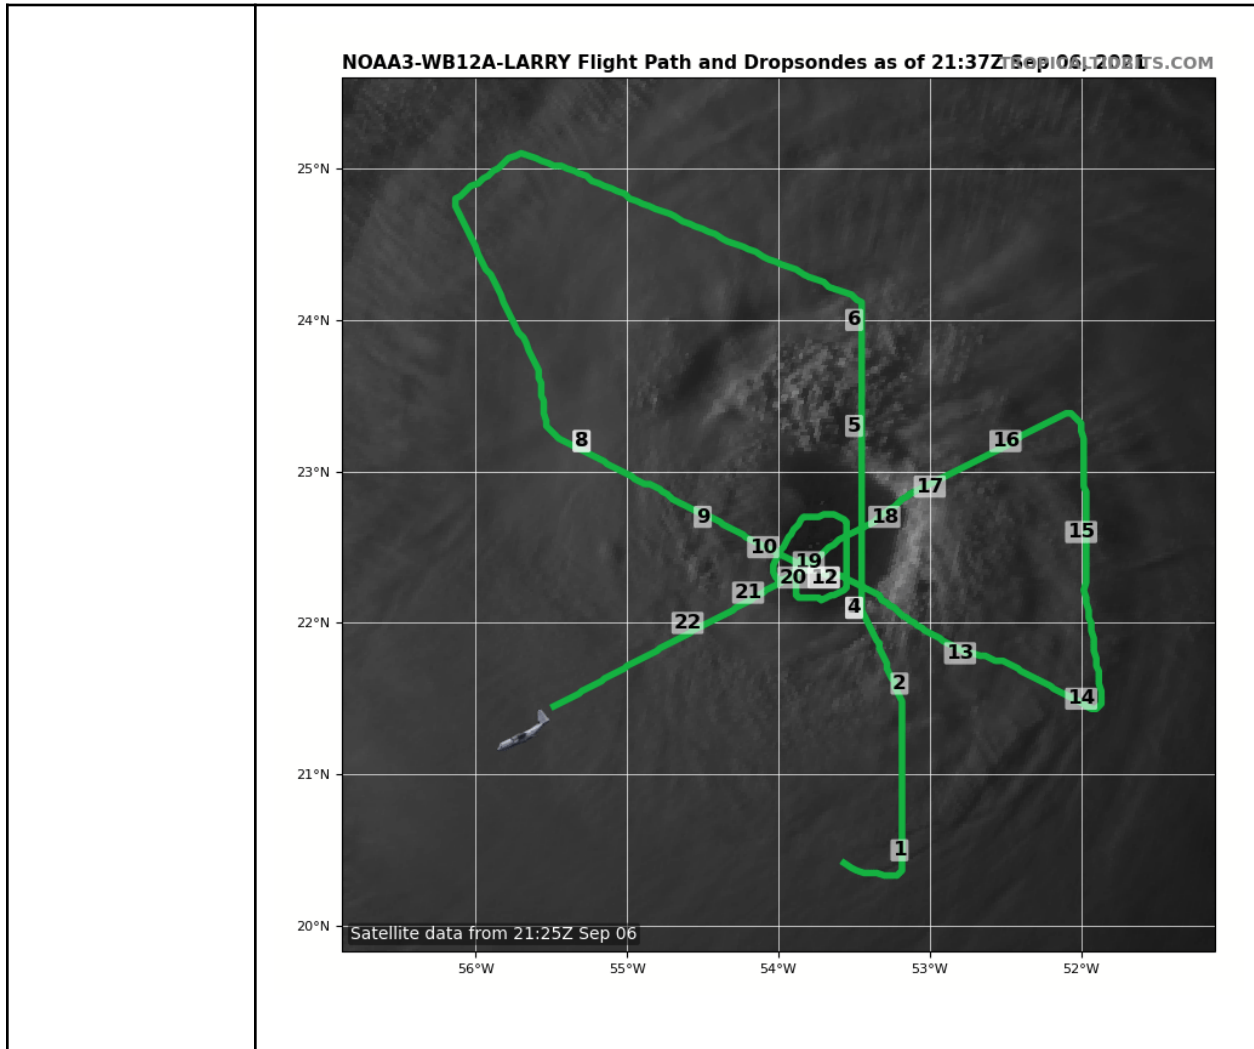 NOAA3-WB12A-LARRY Flight Path and Dropsondes as of 21:37Z Sep 06, 2021
TROPICALTIDBITS.COM
25°N
24°N
6
5
16
8
23°N
17
9
18
15
10
19
20
12
21
4
22
22°N
13
2
14
21°N
1
20°N
Satellite data from 21:25Z Sep 06
56°W 55°W 54°W 53°W 52°W